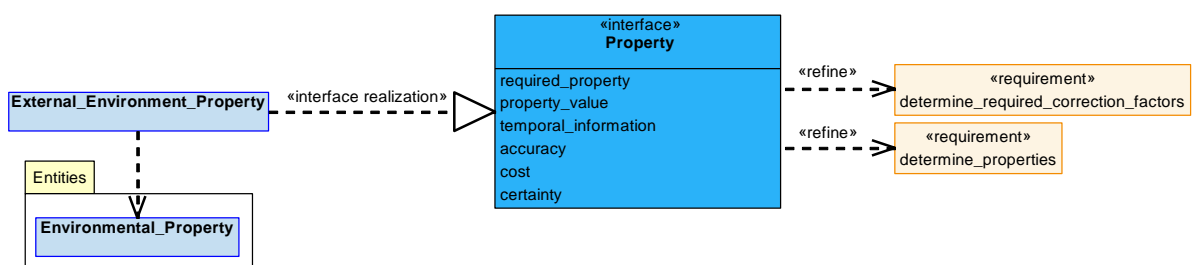 «interface»
Property
required_property
property_value
temporal_information
accuracy
cost
certainty
External_Environment_Property
«interface realization»
«refine»
«requirement»
determine_required_correction_factors
«refine»
«requirement»
determine_properties
Entities
Environmental_Property